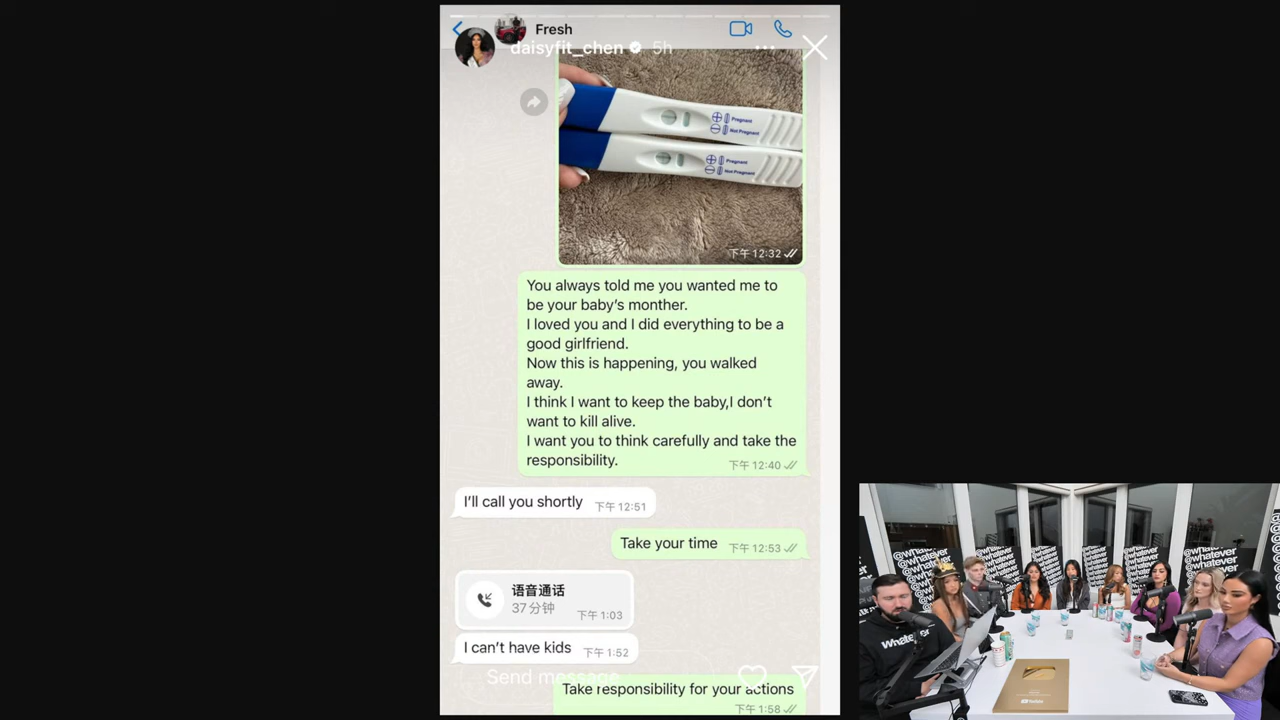 Fresh
daisyfit_chen 5h
Pregnant
Not Pregnant
Pregnant
Not Pregnant
下午 12:32
You always told me you wanted me to
be your baby's monther.
I loved you and I did everything to be a
good girlfriend.
Now this is happening, you walked
away.
I think I want to keep the baby,I don't
want to kill alive.
I want you to think carefully and take the
responsibility.
下午 12:40
I'll call you shortly
下午 12:51
Take your time
下午 12:53
语音通话
37 分钟
下午 1:03
I can't have kids
下午 1:52
Send message
Take responsibility for your actions
下午 1:58
@whatever
@whatever
@whatever
@whatever
@whatever
Whatever
YouTube